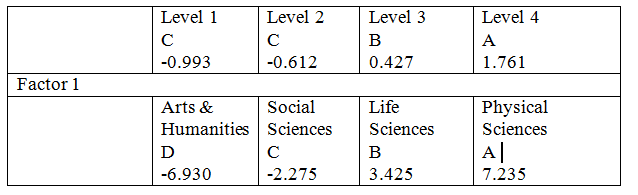 Level 1 Level 2 Level 3 Level 4
C C B A
-0.993 -0.612 0.427 1.761
Factor 1
Arts & Social Life Physical
Humanities Sciences Sciences Sciences
D C B A
-6.930 -2.275 3.425 7.235